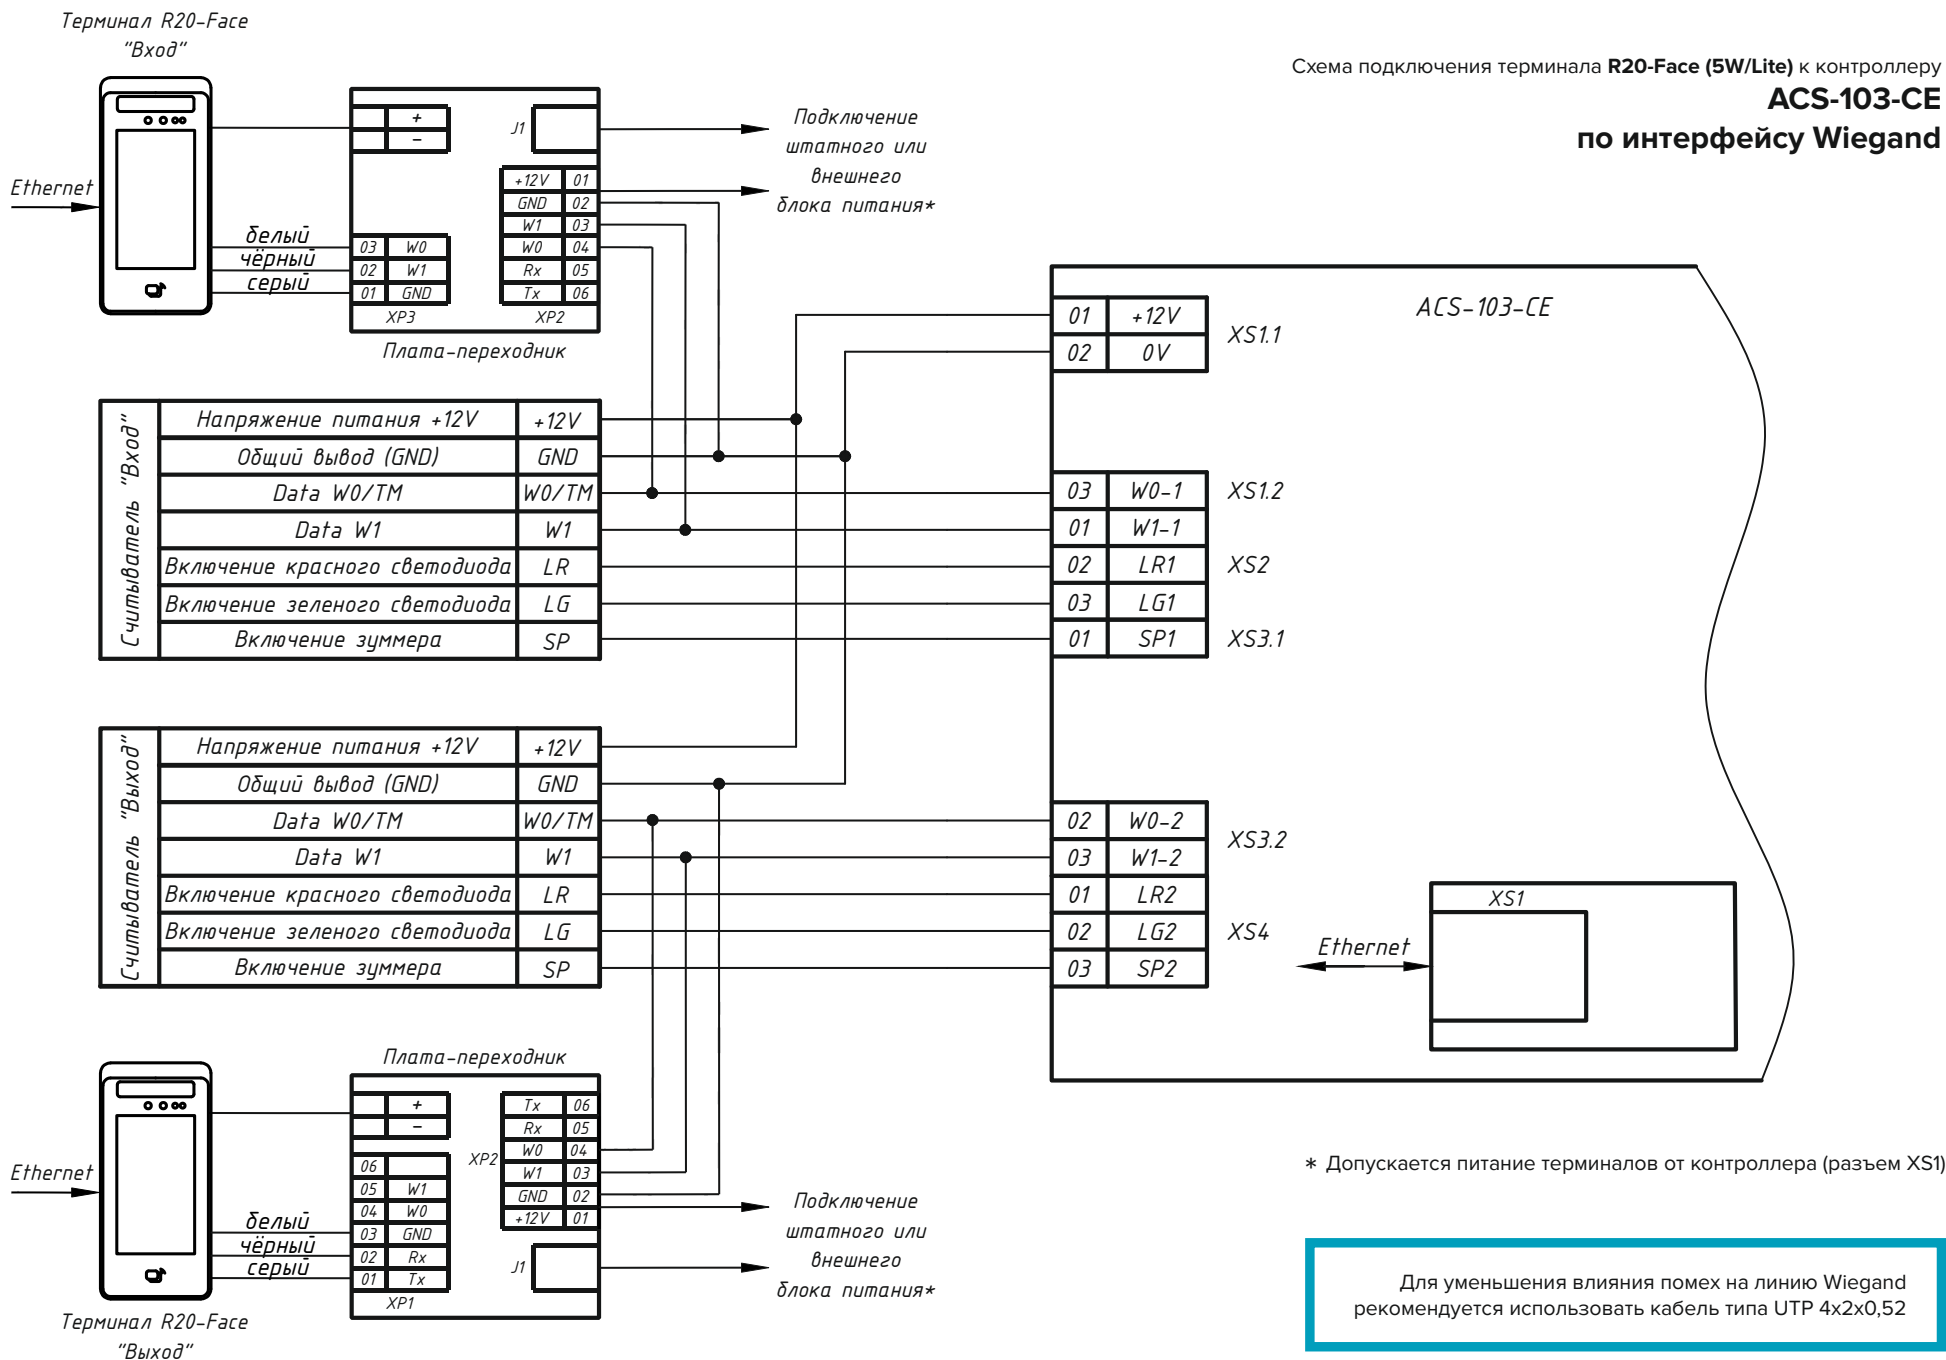 Терминал R20-Face
"Вход"
Схема подключения терминала R20-Face (5W/Lite) к контроллеру
ACS-103-CE
по интерфейсу Wiegand
Ethernet
белый
чёрный
серый
+
–
J1
+12V 01
GND 02
W1 03
W0 04
Rx 05
Tx 06
XP2
03 W0
02 W1
01 GND
XP3
Плата-переходник
Подключение
штатного или
внешнего
блока питания*
Считыватель "Вход"
Напряжение питания +12V +12V
Общий вывод (GND) GND
Data W0/TM W0/TM
Data W1 W1
Включение красного светодиода LR
Включение зеленого светодиода LG
Включение зуммера SP
ACS-103-CE
01 +12V
02 0V
XS1.1
03 W0-1 XS1.2
01 W1-1
02 LR1 XS2
03 LG1
01 SP1 XS3.1
Считыватель "Выход"
Напряжение питания +12V +12V
Общий вывод (GND) GND
Data W0/TM W0/TM
Data W1 W1
Включение красного светодиода LR
Включение зеленого светодиода LG
Включение зуммера SP
02 W0-2
03 W1-2
XS3.2
01 LR2
02 LG2 XS4
03 SP2
XS1
Ethernet
Плата-переходник
+
–
Tx 06
Rx 05
W0 04
W1 03
GND 02
+12V 01
XP2
J1
06
05 W1
04 W0
03 GND
02 Rx
01 Tx
XP1
Ethernet
белый
чёрный
серый
Подключение
штатного или
внешнего
блока питания*
Терминал R20-Face
"Выход"
* Допускается питание терминалов от контроллера (разъем XS1)
Для уменьшения влияния помех на линию Wiegand
рекомендуется использовать кабель типа UTP 4x2x0,52